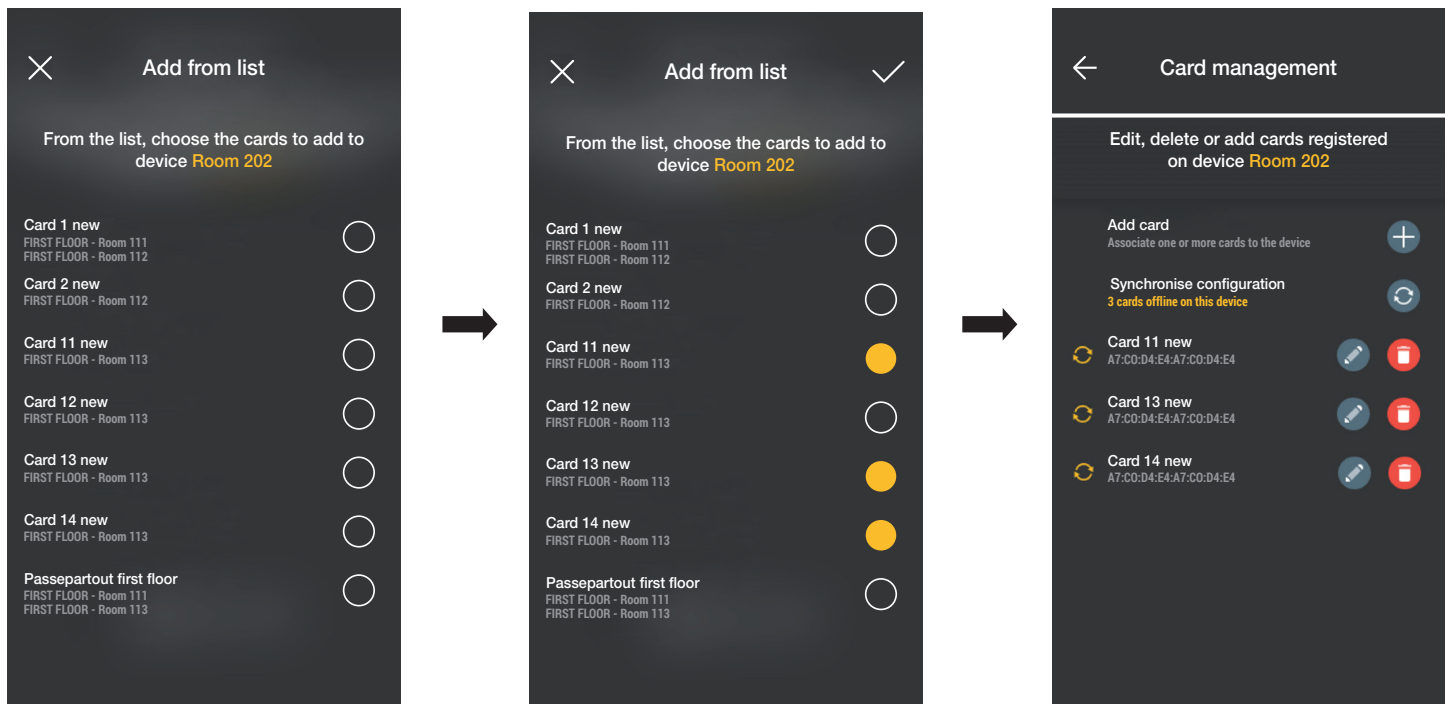 Add from list
From the list, choose the cards to add to
device Room 202
Card 1 new
FIRST FLOOR - Room 111
FIRST FLOOR - Room 112
Card 2 new
FIRST FLOOR - Room 112
Card 11 new
FIRST FLOOR - Room 113
Card 12 new
FIRST FLOOR - Room 113
Card 13 new
FIRST FLOOR - Room 113
Card 14 new
FIRST FLOOR - Room 113
Passepartout first floor
FIRST FLOOR - Room 111
FIRST FLOOR - Room 113
Add from list
From the list, choose the cards to add to
device Room 202
Card 1 new
FIRST FLOOR - Room 111
FIRST FLOOR - Room 112
Card 2 new
FIRST FLOOR - Room 112
Card 11 new
FIRST FLOOR - Room 113
Card 12 new
FIRST FLOOR - Room 113
Card 13 new
FIRST FLOOR - Room 113
Card 14 new
FIRST FLOOR - Room 113
Passepartout first floor
FIRST FLOOR - Room 111
FIRST FLOOR - Room 113
Card management
Edit, delete or add cards registered
on device Room 202
Add card
Associate one or more cards to the device
Synchronise configuration
3 cards offline on this device
Card 11 new
A7:C0:D4:E4:A7:C0:D4:E4
Card 13 new
A7:C0:D4:E4:A7:C0:D4:E4
Card 14 new
A7:C0:D4:E4:A7:C0:D4:E4